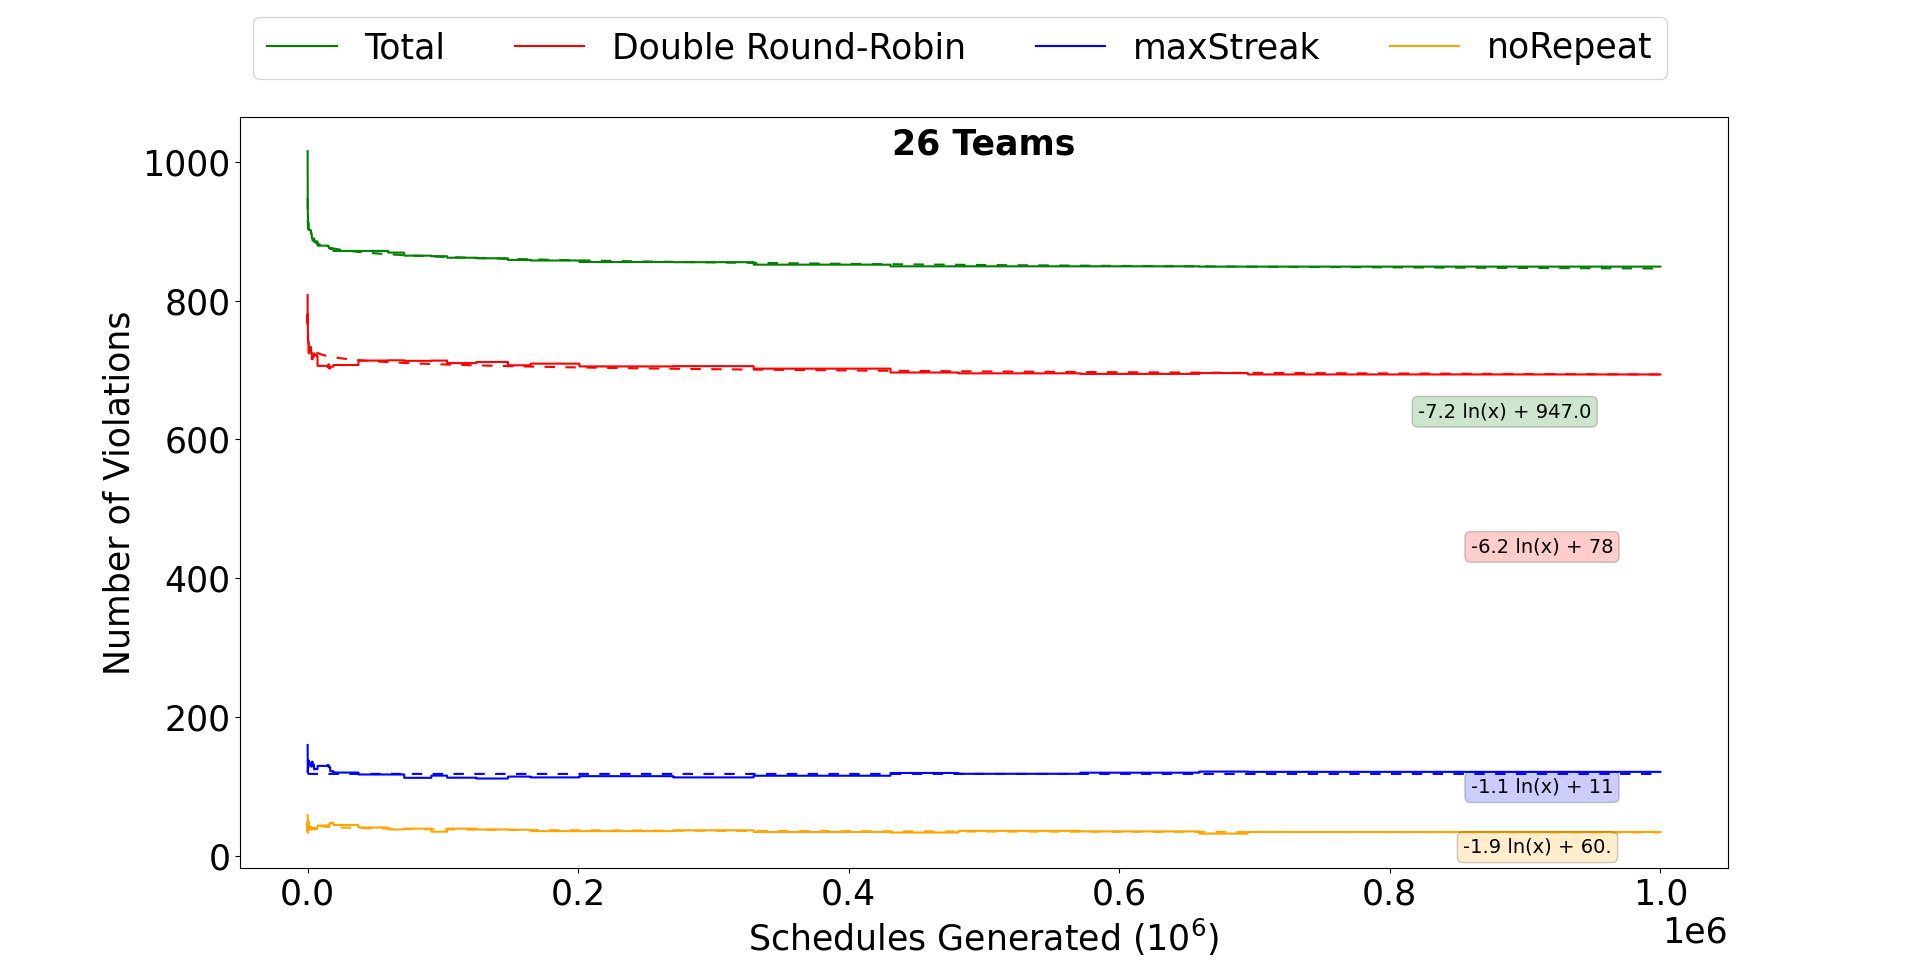 Total Double Round-Robin maxStreak noRepeat
26 Teams
1000
800
600
400
200
0
Number of Violations
-7.2 ln(x) + 947.0
-6.2 ln(x) + 78
-1.1 ln(x) + 11
-1.9 ln(x) + 60.
0.0 0.2 0.4 0.6 0.8 1.0
1e6
Schedules Generated (10⁶)